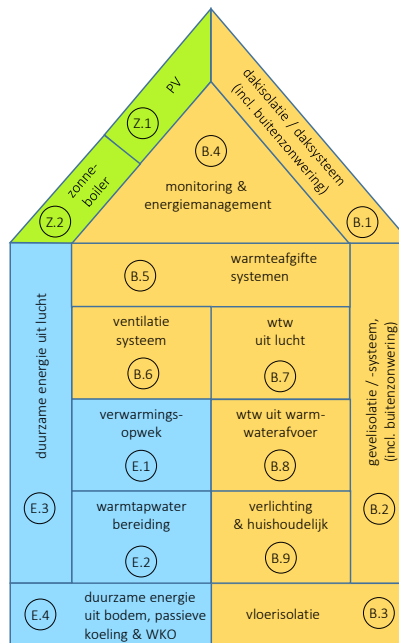 PV
Z.1
dakisolatie / daksysteem
(incl. buitenzonwering)
B.1
zonne-
boiler
Z.2
B.4
monitoring &
energiemanagement
B.5
warmteafgifte
systemen
duurzame energie uit lucht
E.3
ventilatie
systeem
B.6
wtw
uit lucht
B.7
gevelisolatie / -systeem,
(incl. buitenzonwering)
B.2
verwarmings-
opwek
E.1
wtw uit warm-
waterafvoer
B.8
warmtapwater
bereiding
E.2
verlichting
& huishoudelijk
B.9
E.4
duurzame energie
uit bodem, passieve
koeling & WKO
vloerisolatie
B.3